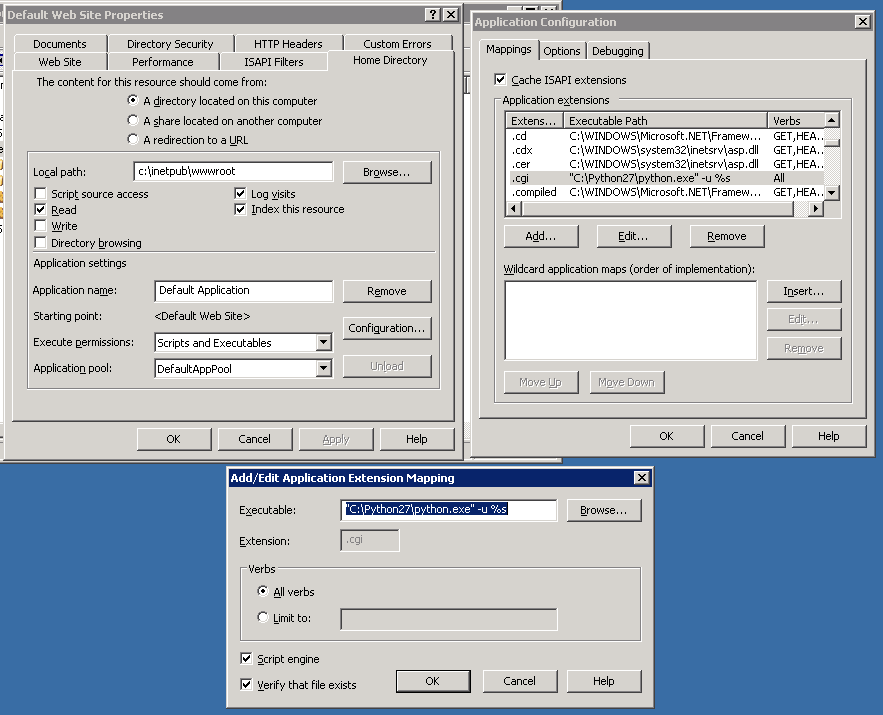 Default Web Site Properties
Documents
Directory Security
HTTP Headers
Custom Errors
Web Site
Performance
ISAPI Filters
Home Directory
The content for this resource should come from:
A directory located on this computer
A share located on another computer
A redirection to a URL
Local path:
c:\inetpub\wwwroot
Browse...
Script source access
Log visits
Read
Index this resource
Write
Directory browsing
Application settings
Application name:
Default Application
Remove
Starting point:
<Default Web Site>
Configuration...
Execute permissions:
Scripts and Executables
Application pool:
DefaultAppPool
Unload
OK
Cancel
Apply
Help
Application Configuration
Mappings
Options
Debugging
Cache ISAPI extensions
Application extensions
Extens... Executable Path Verbs
.cd C:\WINDOWS\Microsoft.NET\Framew... GET,HEA...
.cdx C:\WINDOWS\system32\inetsrv\asp.dll GET,HEA...
.cer C:\WINDOWS\system32\inetsrv\asp.dll GET,HEA...
.cgi "C:\Python27\python.exe" -u %s All
.compiled C:\WINDOWS\Microsoft.NET\Framew... GET,HEA...
Add...
Edit...
Remove
Wildcard application maps (order of implementation):
Insert...
Edit...
Remove
Move Up
Move Down
OK
Cancel
Help
Add/Edit Application Extension Mapping
Executable:
"C:\Python27\python.exe" -u %s
Browse...
Extension:
.cgi
Verbs
All verbs
Limit to:
Script engine
Verify that file exists
OK
Cancel
Help